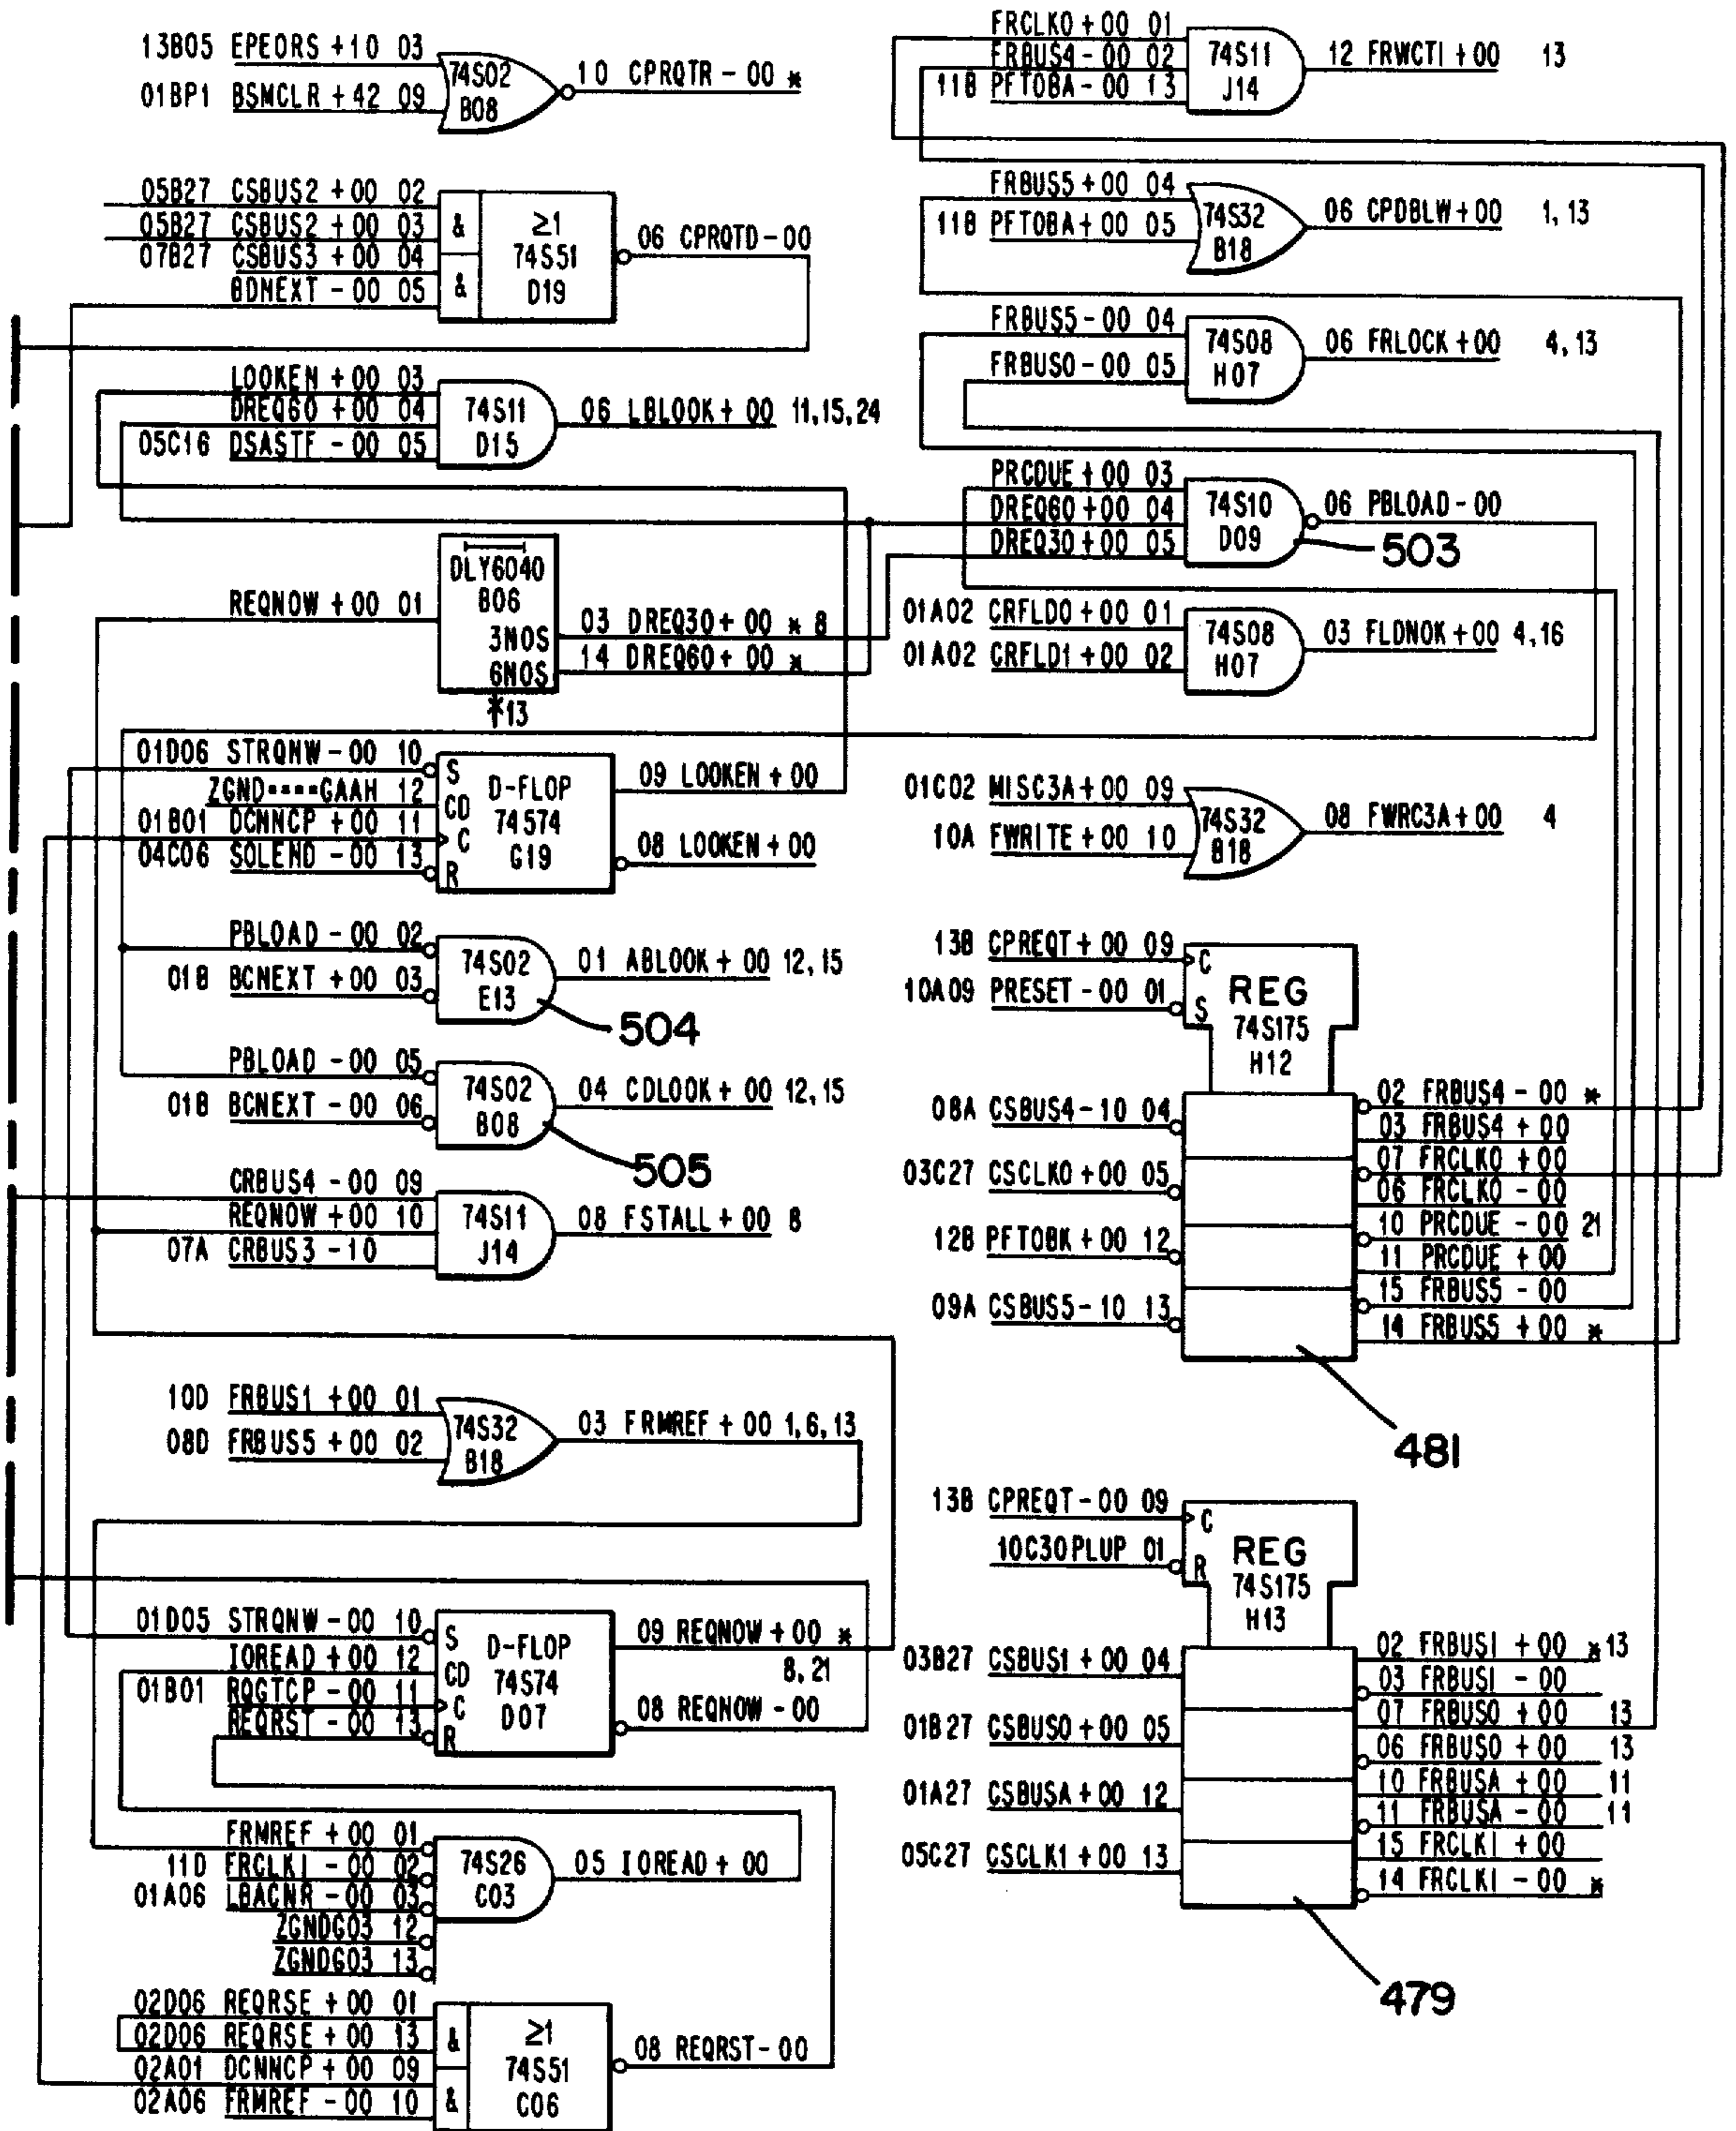 13B05 EPEORS +10 03
01BP1 BSMCLR +42 09
74S02
B08
10 CPRQTR - 00 *
05B27 CSBUS2 +00 02
05B27 CSBUS2 +00 03
07B27 CSBUS3 +00 04
BDNEXT - 00 05
&
&
≥1
74S51
D19
06 CPRQTD-00
LOOKEN +00 03
DREQ60 +00 04
05C16 DSASTF - 00 05
74S11
D15
06 LBLOOK+ 00 11,15,24
REQNOW +00 01
DLY6040
B06
3NOS
6NOS
*13
03 DREQ30+ 00 * 8
14 DREQ60+ 00 *
01D06 STRQNW - 00 10
ZGND****GAAH 12
01B01 DCNNCP + 00 11
04C06 SOLEND - 00 13
S
CD
C
R
D-FLOP
74S74
G19
09 LOOKEN + 00
08 LOOKEN + 00
PBLOAD - 00 02
01B BCNEXT + 00 03
74S02
E13
01 ABLOOK + 00 12,15
504
PBLOAD - 00 05
01B BCNEXT - 00 06
74S02
B08
04 CDLOOK + 00 12,15
505
CRBUS4 - 00 09
REQNOW + 00 10
07A CRBUS3 - 10
74S11
J14
08 FSTALL + 00 8
10D FRBUS1 + 00 01
08D FRBUS5 + 00 02
74S32
B18
03 FRMREF + 00 1,6,13
01D05 STRQNW - 00 10
IOREAD + 00 12
01B01 RQGTCP - 00 11
REQRST - 00 13
S
CD
C
R
D-FLOP
74S74
D07
09 REQNOW + 00 *
8,21
08 REQNOW - 00
FRMREF + 00 01
11D FRCLK1 - 00 02
01A06 LBACNR - 00 03
ZGNDG03 12
ZGNDG03 13
74S26
C03
05 IOREAD + 00
02D06 REQRSE + 00 01
02D06 REQRSE + 00 13
02A01 DCNNCP + 00 09
02A06 FRMREF - 00 10
&
&
≥1
74S51
C06
08 REQRST-00
FRCLK0 + 00 01
FRBUS4 - 00 02
11B PFTOBA - 00 13
74S11
J14
12 FRWCTI + 00 13
FRBUS5 + 00 04
11B PFTOBA + 00 05
74S32
B18
06 CPDBLW+00 1,13
FRBUS5 - 00 04
FRBUS0 - 00 05
74S08
H07
06 FRLOCK + 00 4,13
PRCDUE + 00 03
DREQ60 + 00 04
DREQ30 + 00 05
74S10
D09
06 PBLOAD - 00
503
01A02 CRFLD0 + 00 01
01A02 CRFLD1 + 00 02
74S08
H07
03 FLDNOK + 00 4,16
01C02 MISC3A + 00 09
10A FWRITE + 00 10
74S32
B18
08 FWRC3A + 00 4
13B CPREQT + 00 09
10A09 PRESET - 00 01
C
S
REG
74S175
H12
08A CSBUS4-10 04
03C27 CSCLK0 + 00 05
12B PFTOBK + 00 12
09A CSBUS5-10 13
02 FRBUS4 - 00 *
03 FRBUS4 + 00
07 FRCLK0 + 00
06 FRCLK0 - 00
10 PRCDUE - 00 21
11 PRCDUE + 00
15 FRBUS5 - 00
14 FRBUS5 + 00 *
481
13B CPREQT - 00 09
10C30PLUP 01
C
R
REG
74S175
H13
03B27 CSBUS1 + 00 04
01B27 CSBUS0 + 00 05
01A27 CSBUSA + 00 12
05C27 CSCLK1 + 00 13
02 FRBUS1 + 00 *13
03 FRBUS1 - 00
07 FRBUS0 + 00 13
06 FRBUS0 + 00 13
10 FRBUSA + 00 11
11 FRBUSA - 00 11
15 FRCLK1 + 00
14 FRCLK1 - 00 *
479